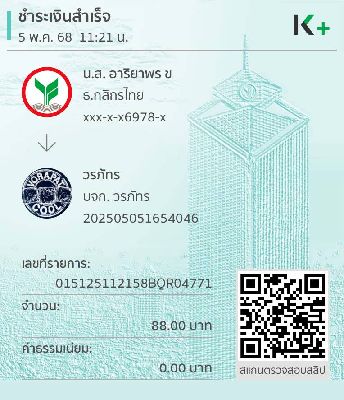 ชำระเงินสำเร็จ
5 พ.ค. 68 11:21 น.
K+
น.ส. อาริยาพร ข
ธ.กสิกรไทย
xxx-x-x6978-x
วรภัทร
บจก. วรภัทร
202505051654046
เลขที่รายการ:
015125112158BQR04771
จำนวน:
88.00 บาท
ค่าธรรมเนียม:
0.00 บาท
สแกนตรวจสอบสลิป